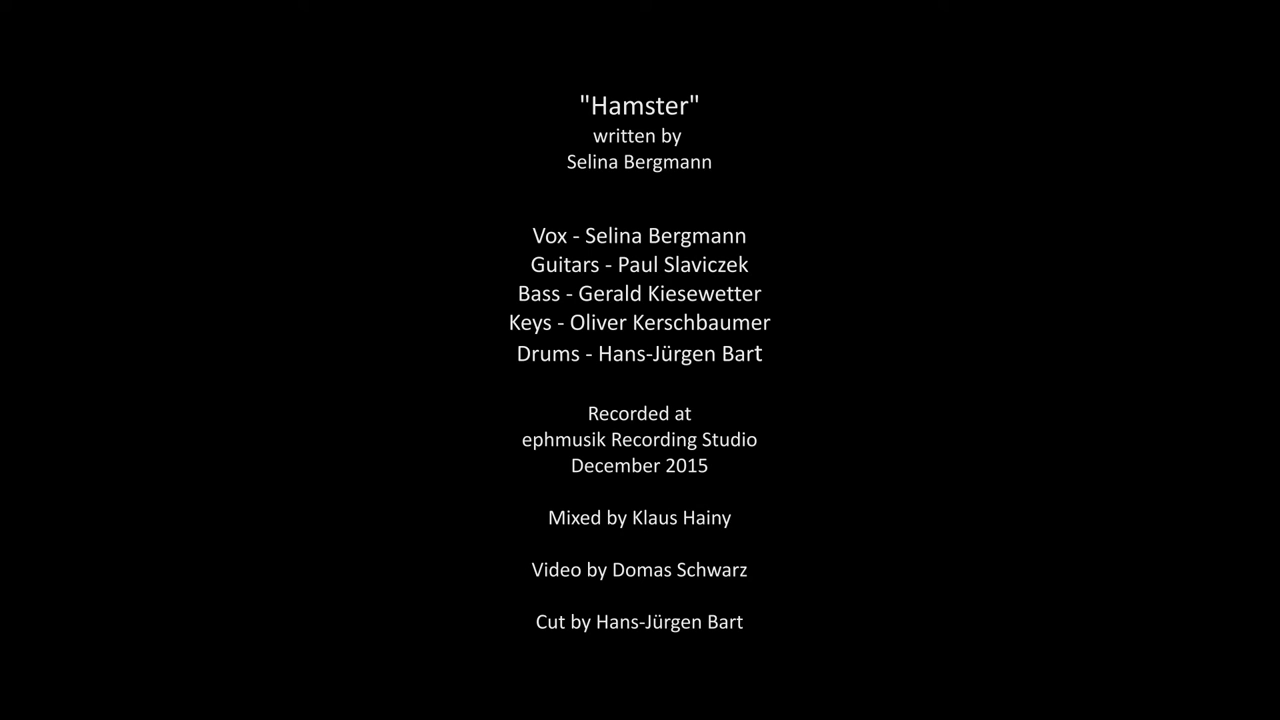 "Hamster"
written by
Selina Bergmann
Vox - Selina Bergmann
Guitars - Paul Slaviczek
Bass - Gerald Kiesewetter
Keys - Oliver Kerschbaumer
Drums - Hans-Jürgen Bart
Recorded at
ephmusik Recording Studio
December 2015
Mixed by Klaus Hainy
Video by Domas Schwarz
Cut by Hans-Jürgen Bart